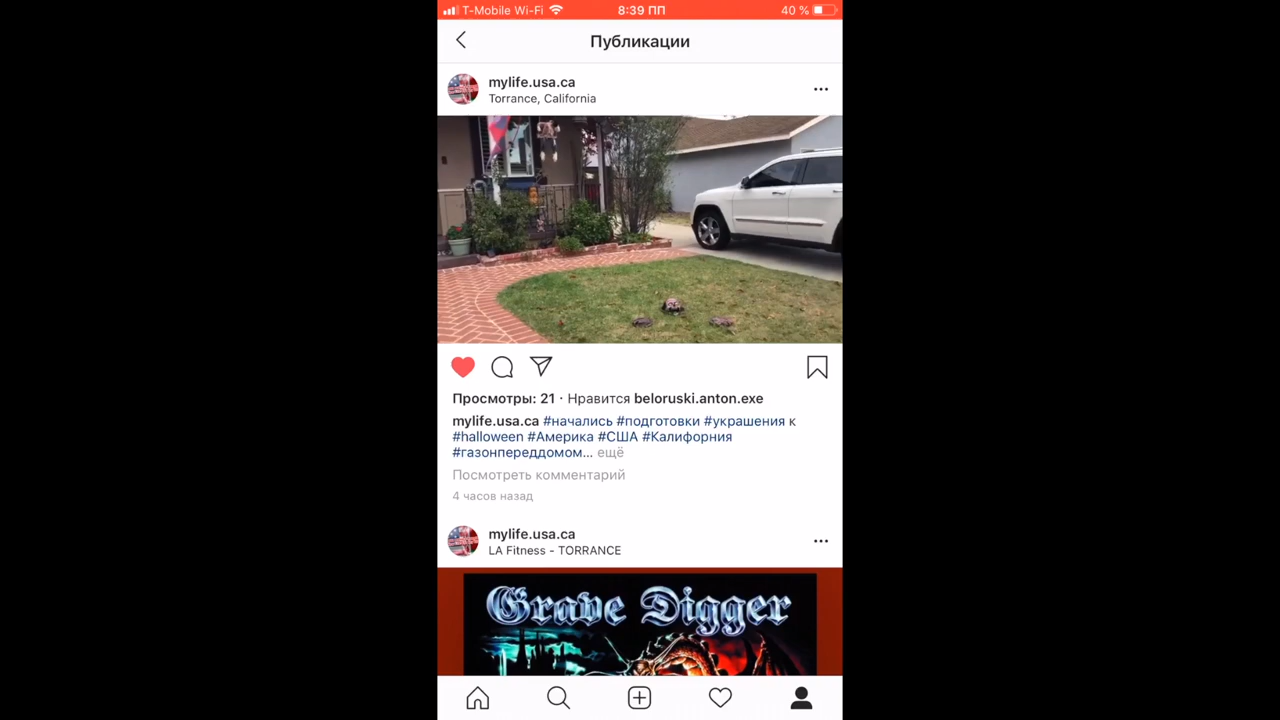 T-Mobile Wi-Fi 8:39 ПП 40 %
Публикации
mylife.usa.ca
Torrance, California
Просмотры: 21 · Нравится beloruski.anton.exe
mylife.usa.ca #начались #подготовки #украшения к
#halloween #Америка #США #Калифорния
#газонпереддомом... ещё
Посмотреть комментарий
4 часов назад
mylife.usa.ca
LA Fitness - TORRANCE
Grave Digger